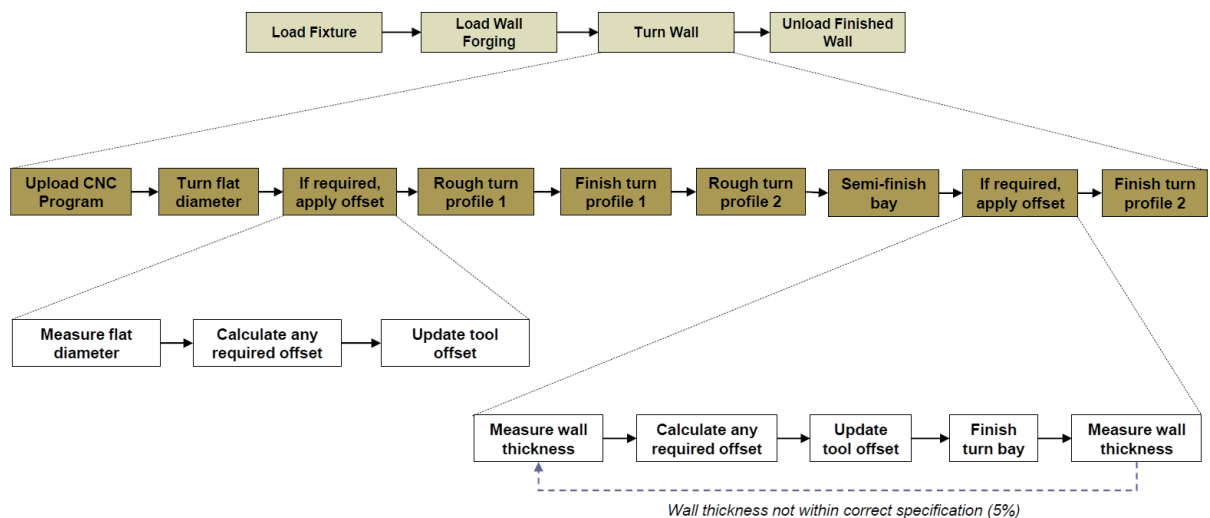 Load Fixture
Load Wall
Forging
Turn Wall
Unload Finished
Wall
Upload CNC
Program
Turn flat
diameter
If required,
apply offset
Rough turn
profile 1
Finish turn
profile 1
Rough turn
profile 2
Semi-finish
bay
If required,
apply offset
Finish turn
profile 2
Measure flat
diameter
Calculate any
required offset
Update tool
offset
Measure wall
thickness
Calculate any
required offset
Update
tool offset
Finish
turn bay
Measure wall
thickness
Wall thickness not within correct specification (5%)